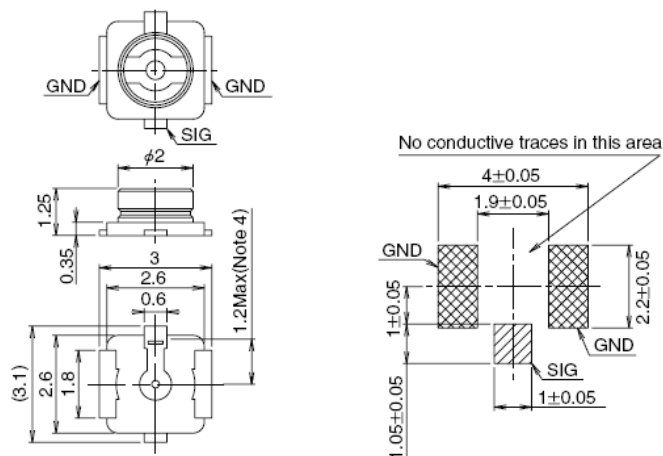 GND
GND
SIG
ϕ2
1.25
0.35
3
2.6
0.6
1.2Max(Note 4)
(3.1)
2.6
1.8
No conductive traces in this area
4±0.05
1.9±0.05
GND
1±0.05
2.2±0.05
GND
SIG
1.05±0.05
1±0.05